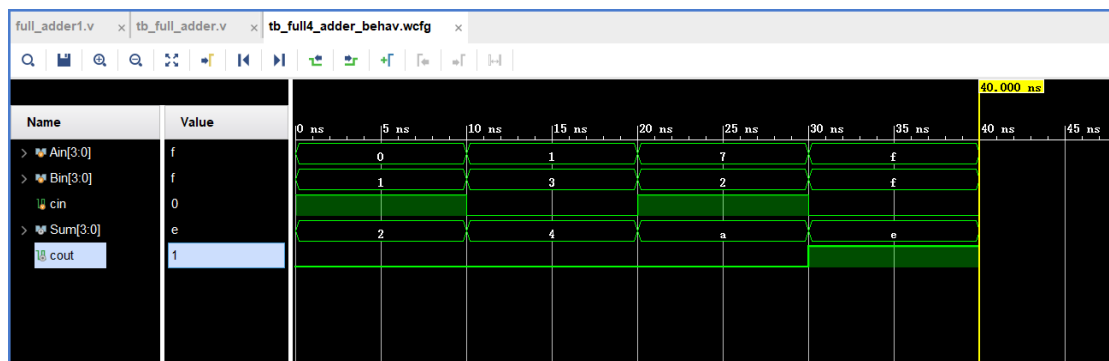 full_adder1.v × tb_full_adder.v × tb_full4_adder_behav.wcfg ×
40.000 ns
Name Value
0 ns 5 ns 10 ns 15 ns 20 ns 25 ns 30 ns 35 ns 40 ns 45 ns
> Ain[3:0] f 0 1 7 f
> Bin[3:0] f 1 3 2 f
cin 0
> Sum[3:0] e 2 4 a e
cout 1